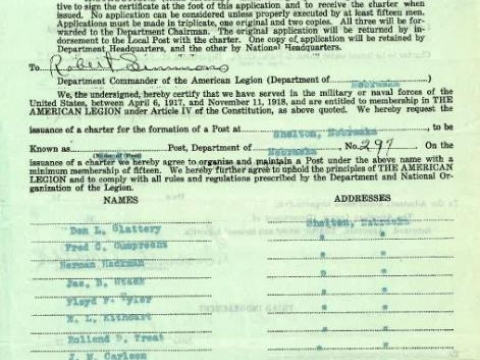 tive to sign the certificate at the foot of this application and to receive the charter when
issued. No application can be considered unless properly executed by at least fifteen men.
Applications must be made in triplicate, one original and two copies. All three will be for-
warded to the Department Chairman. The original application will be returned by in-
dorsement to the Local Post with the charter. One copy of application will be retained by
Department Headquarters, and the other by National Headquarters.
To Robert Simmons
Department Commander of the American Legion (Department of Nebraska)
We, the undersigned, hereby certify that we have served in the military or naval forces of the
United States, between April 6, 1917, and November 11, 1918, and are entitled to membership in THE
AMERICAN LEGION under Article IV of the Constitution, as above quoted. We hereby request the
issuance of a charter for the formation of a Post at Shelton, Nebraska, to be
Known as Post, Department of Nebraska, No. 297. On the
(Name of Post)
issuance of a charter we hereby agree to organize and maintain a Post under the above name with a
minimum membership of fifteen. We hereby further agree to uphold the principles of THE AMERICAN
LEGION and to comply with all rules and regulations prescribed by the Department and National Or-
ganization of the Legion.
NAMES ADDRESSES
Don L. Slattery Shelton, Nebraska
Fred C. Gumprecht " "
Herman Heckman " "
Jas. B. " "
Floyd F. Tyler " "
E. L. Kithcart " "
Rollend D. Treat " "
J. M. Carlson " "